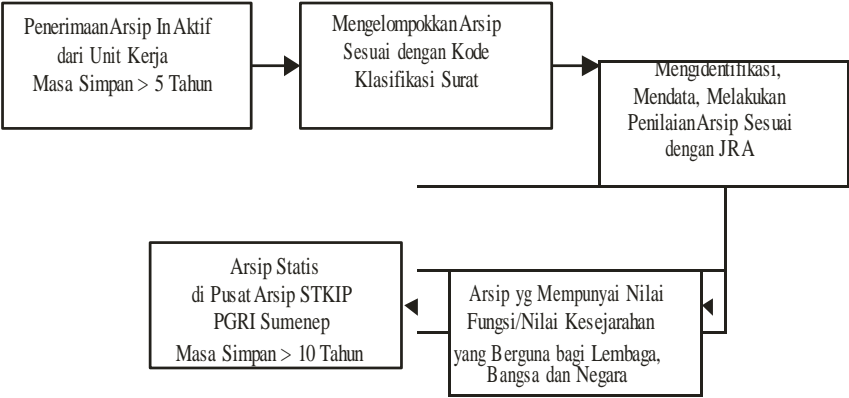 Penerimaan Arsip In Aktif
dari Unit Kerja
Masa Simpan > 5 Tahun
Mengelompokkan Arsip
Sesuai dengan Kode
Klasifikasi Surat
Mengidentifikasi,
Mendata, Melakukan
Penilaian Arsip Sesuai
dengan JRA
Arsip Statis
di Pusat Arsip STKIP
PGRI Sumenep
Masa Simpan > 10 Tahun
Arsip yg Mempunyai Nilai
Fungsi/Nilai Kesejarahan
yang Berguna bagi Lembaga,
Bangsa dan Negara